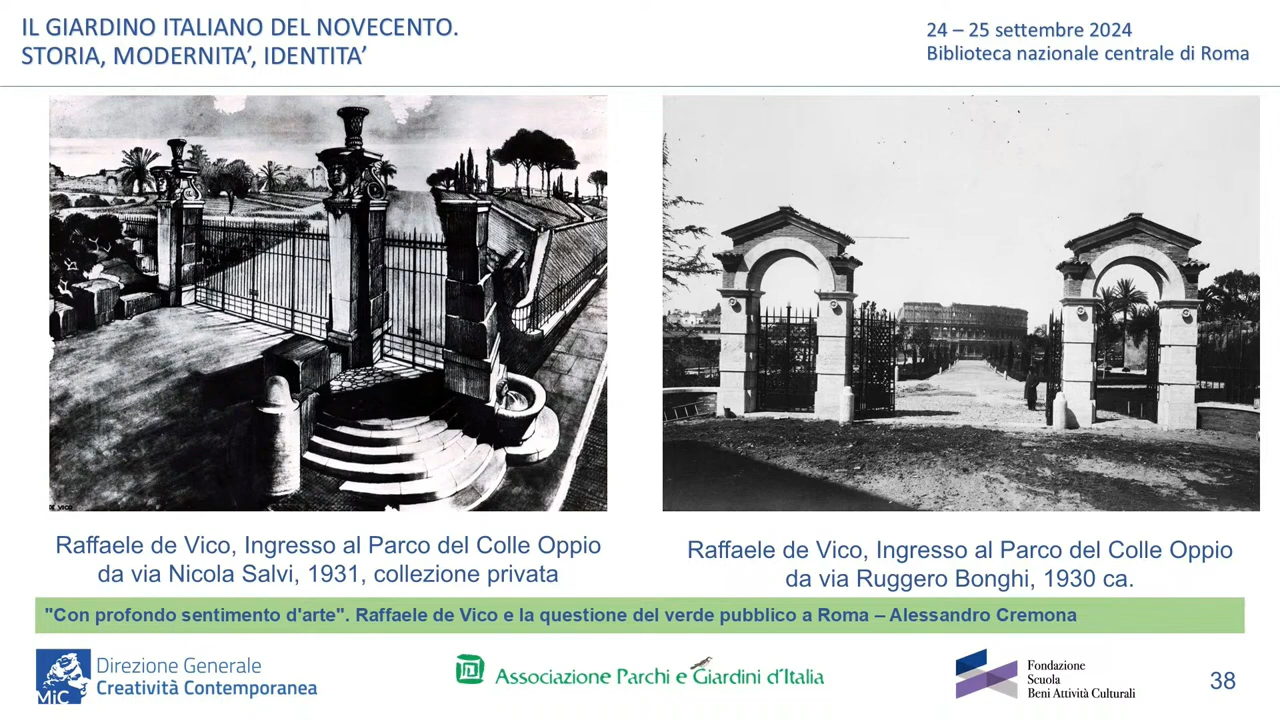 IL GIARDINO ITALIANO DEL NOVECENTO.
STORIA, MODERNITA’, IDENTITA’
24 – 25 settembre 2024
Biblioteca nazionale centrale di Roma
DE VICO
Raffaele de Vico, Ingresso al Parco del Colle Oppio
da via Nicola Salvi, 1931, collezione privata
Raffaele de Vico, Ingresso al Parco del Colle Oppio
da via Ruggero Bonghi, 1930 ca.
"Con profondo sentimento d'arte". Raffaele de Vico e la questione del verde pubblico a Roma – Alessandro Cremona
MiC
Direzione Generale
Creatività Contemporanea
Associazione Parchi e Giardini d’Italia
Fondazione
Scuola
Beni Attività Culturali
38